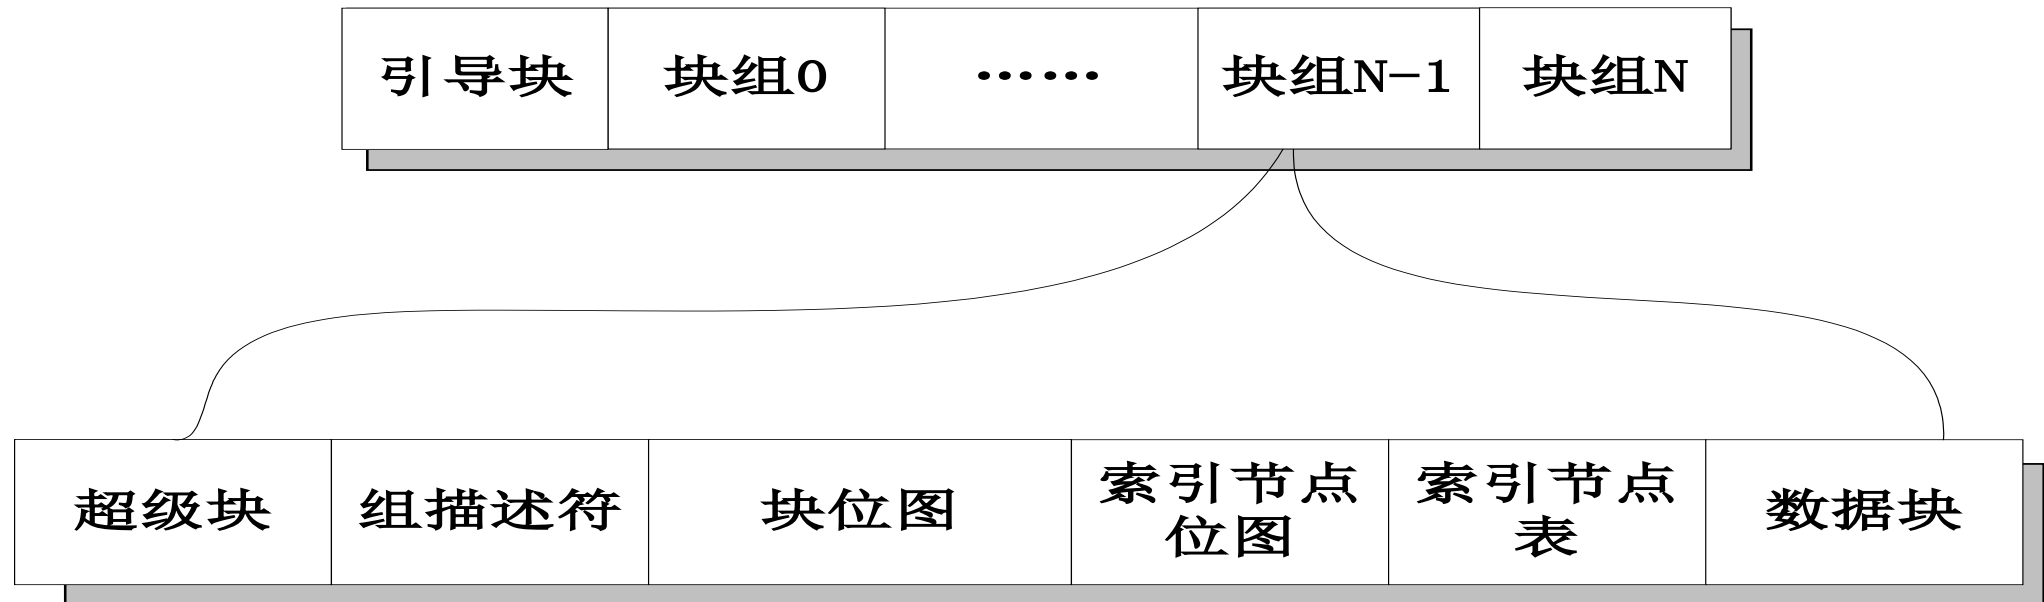 引导块 块组0 …… 块组N-1 块组N
超级块 组描述符 块位图 索引节点位图 索引节点表 数据块